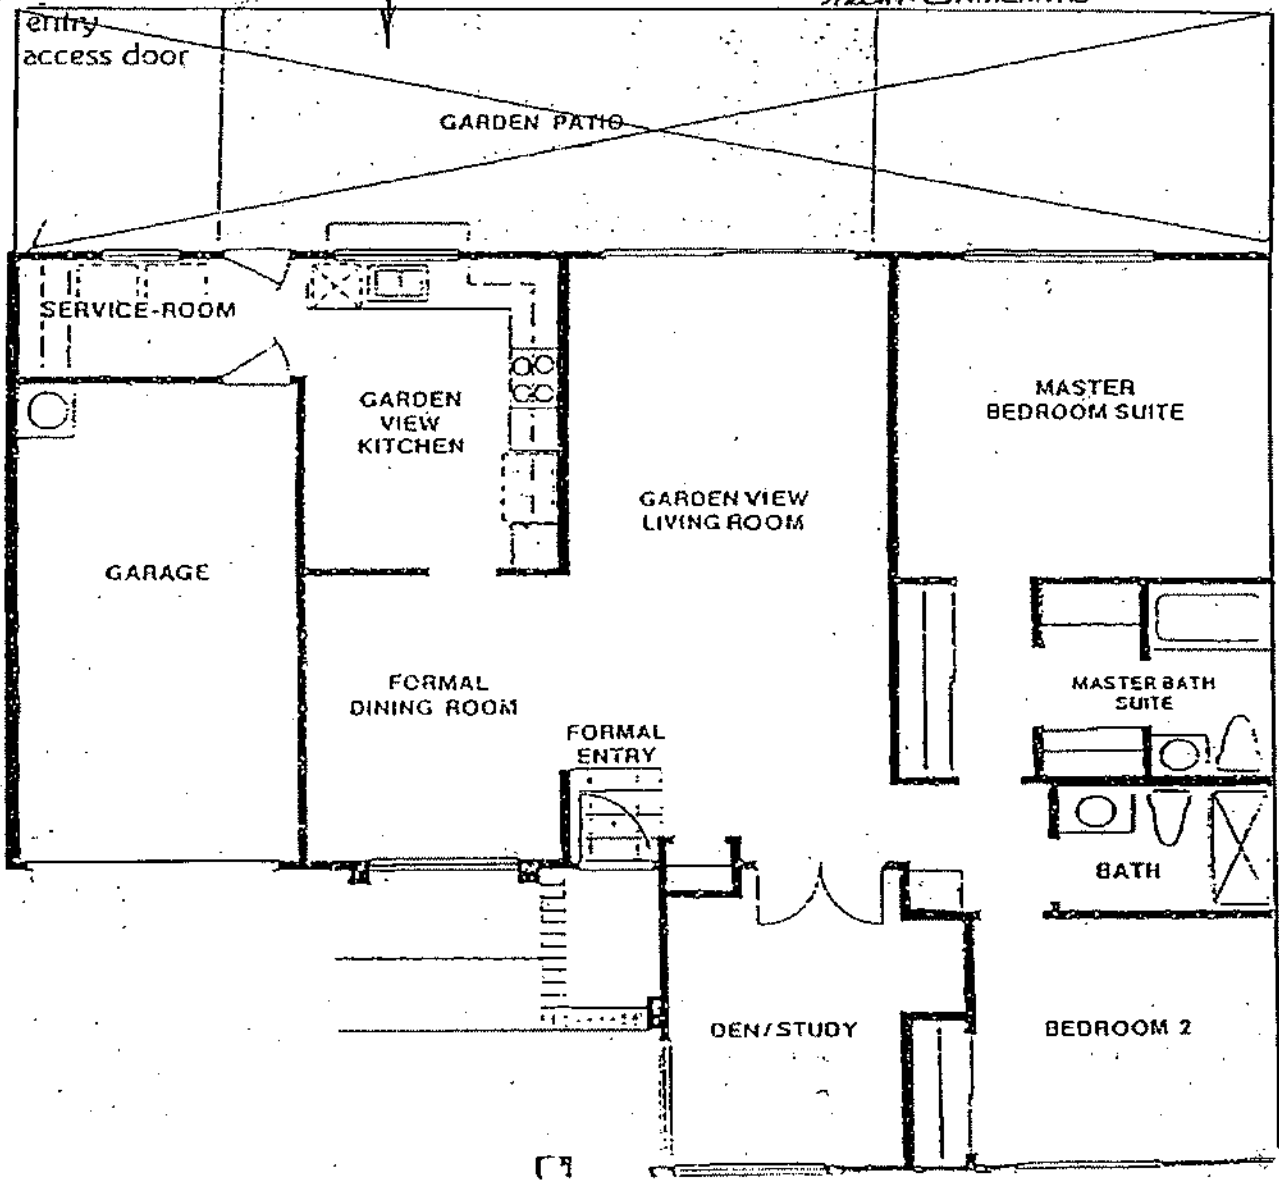 entry
access door
GARDEN PATIO
SERVICE-ROOM
GARDEN
VIEW
KITCHEN
MASTER
BEDROOM SUITE
GARDEN VIEW
LIVING ROOM
GARAGE
FORMAL
DINING ROOM
MASTER BATH
SUITE
FORMAL
ENTRY
BATH
DEN/STUDY
BEDROOM 2